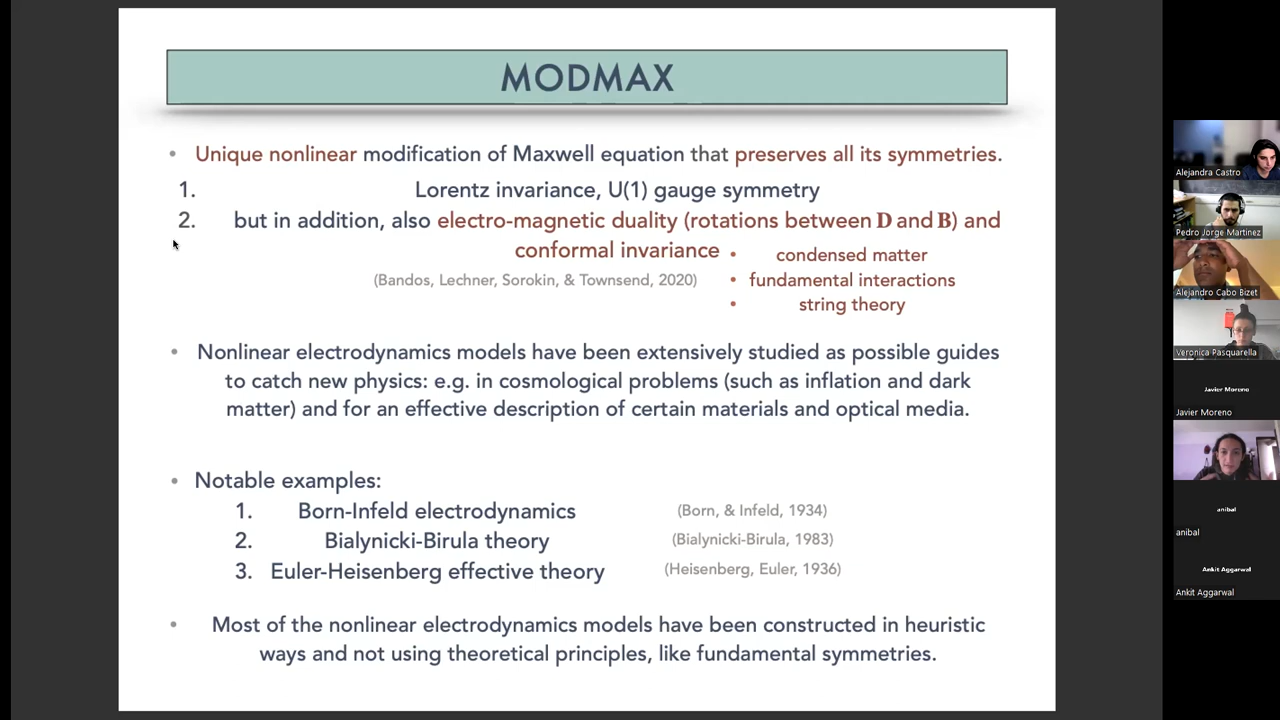 MODMAX
• Unique nonlinear modification of Maxwell equation that preserves all its symmetries.
1. Lorentz invariance, U(1) gauge symmetry
2. but in addition, also electro-magnetic duality (rotations between D and B) and
conformal invariance
(Bandos, Lechner, Sorokin, & Townsend, 2020)
• condensed matter
• fundamental interactions
• string theory
• Nonlinear electrodynamics models have been extensively studied as possible guides
to catch new physics: e.g. in cosmological problems (such as inflation and dark
matter) and for an effective description of certain materials and optical media.
• Notable examples:
1. Born-Infeld electrodynamics (Born, & Infeld, 1934)
2. Bialynicki-Birula theory (Bialynicki-Birula, 1983)
3. Euler-Heisenberg effective theory (Heisenberg, Euler, 1936)
• Most of the nonlinear electrodynamics models have been constructed in heuristic
ways and not using theoretical principles, like fundamental symmetries.
Alejandra Castro
Pedro Jorge Martinez
Alejandro Cabo Bizet
Veronica Pasquarella
Javier Moreno
Javier Moreno
anibal
anibal
Ankit Aggarwal
Ankit Aggarwal